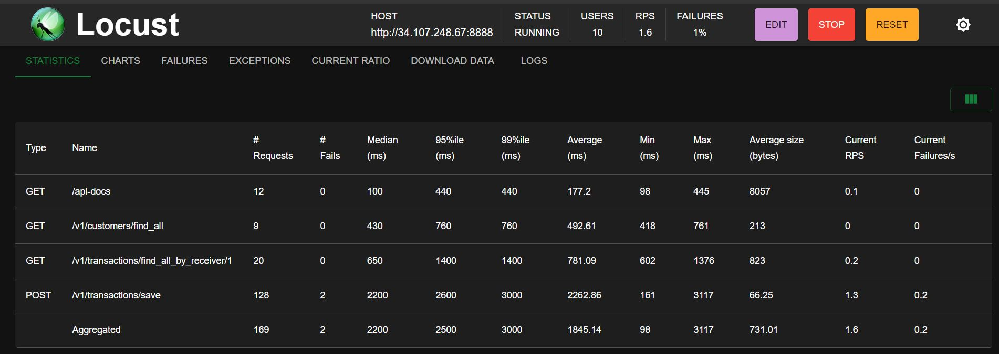 Locust
HOST
http://34.107.248.67:8888
STATUS
RUNNING
USERS
10
RPS
1.6
FAILURES
1%
EDIT
STOP
RESET
STATISTICS CHARTS FAILURES EXCEPTIONS CURRENT RATIO DOWNLOAD DATA LOGS
Type Name # Requests # Fails Median (ms) 95%ile (ms) 99%ile (ms) Average (ms) Min (ms) Max (ms) Average size (bytes) Current RPS Current Failures/s
GET /api-docs 12 0 100 440 440 177.2 98 445 8057 0.1 0
GET /v1/customers/find_all 9 0 430 760 760 492.61 418 761 213 0 0
GET /v1/transactions/find_all_by_receiver/1 20 0 650 1400 1400 781.09 602 1376 823 0.2 0
POST /v1/transactions/save 128 2 2200 2600 3000 2262.86 161 3117 66.25 1.3 0.2
Aggregated 169 2 2200 2500 3000 1845.14 98 3117 731.01 1.6 0.2